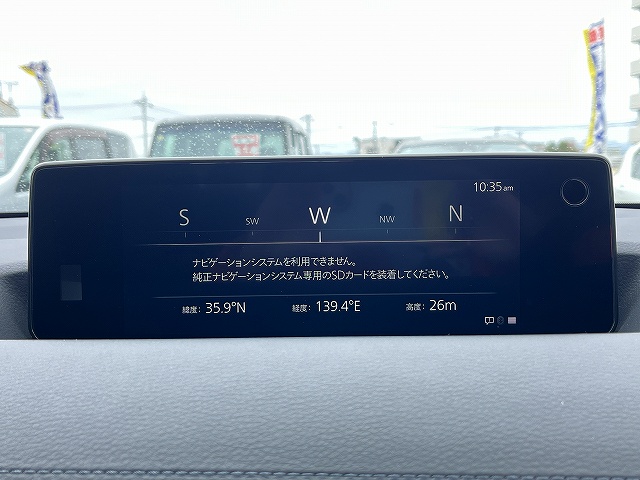 10:35am
S SW W NW N
ナビゲーションシステムを利用できません。
純正ナビゲーションシステム専用のSDカードを装着してください。
緯度: 35.9°N 経度: 139.4°E 高度: 26m